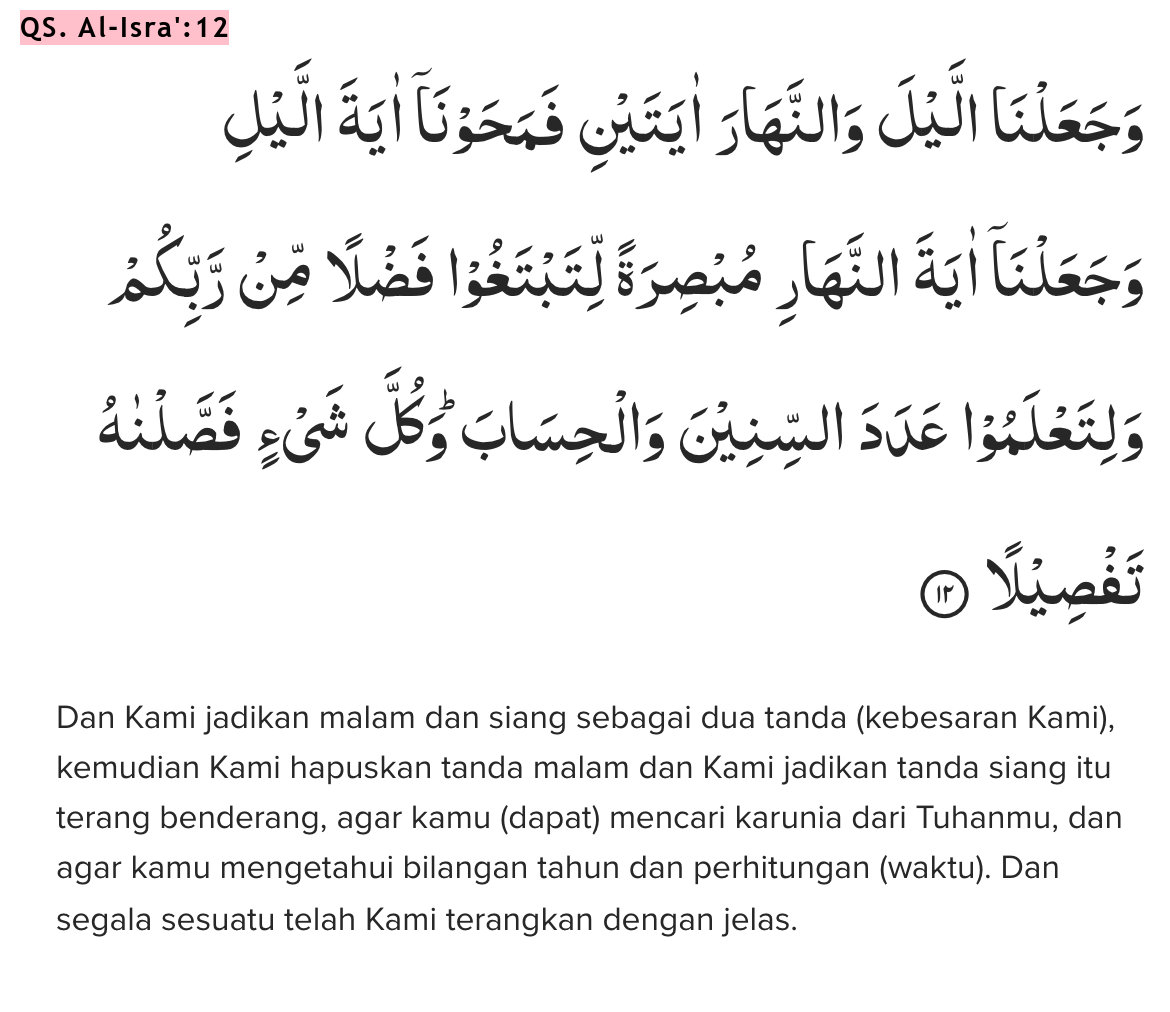 QS. Al-Isra':12
وَجَعَلْنَا الَّيْلَ وَالنَّهَارَ اٰيَتَيْنِ فَمَحَوْنَآ اٰيَةَ الَّيْلِ
وَجَعَلْنَآ اٰيَةَ النَّهَارِ مُبْصِرَةً لِّتَبْتَغُوْا فَضْلًا مِّنْ رَّبِّكُمْ
وَلِتَعْلَمُوْا عَدَدَ السِّنِيْنَ وَالْحِسَابَۗ وَكُلَّ شَيْءٍ فَصَّلْنٰهُ
تَفْصِيْلًا ١٢
Dan Kami jadikan malam dan siang sebagai dua tanda (kebesaran Kami),
kemudian Kami hapuskan tanda malam dan Kami jadikan tanda siang itu
terang benderang, agar kamu (dapat) mencari karunia dari Tuhanmu, dan
agar kamu mengetahui bilangan tahun dan perhitungan (waktu). Dan
segala sesuatu telah Kami terangkan dengan jelas.